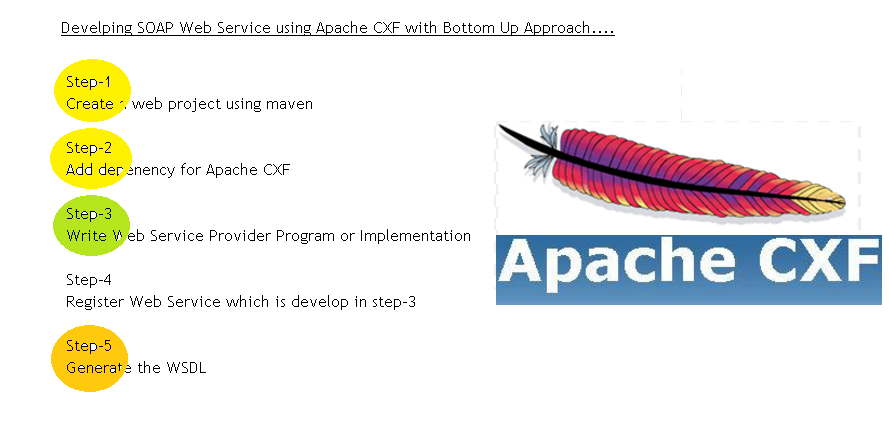 Develping SOAP Web Service using Apache CXF with Bottom Up Approach....
Step-1
Create a web project using maven
Step-2
Add depenency for Apache CXF
Step-3
Write Web Service Provider Program or Implementation
Step-4
Register Web Service which is develop in step-3
Step-5
Generate the WSDL
Apache CXF